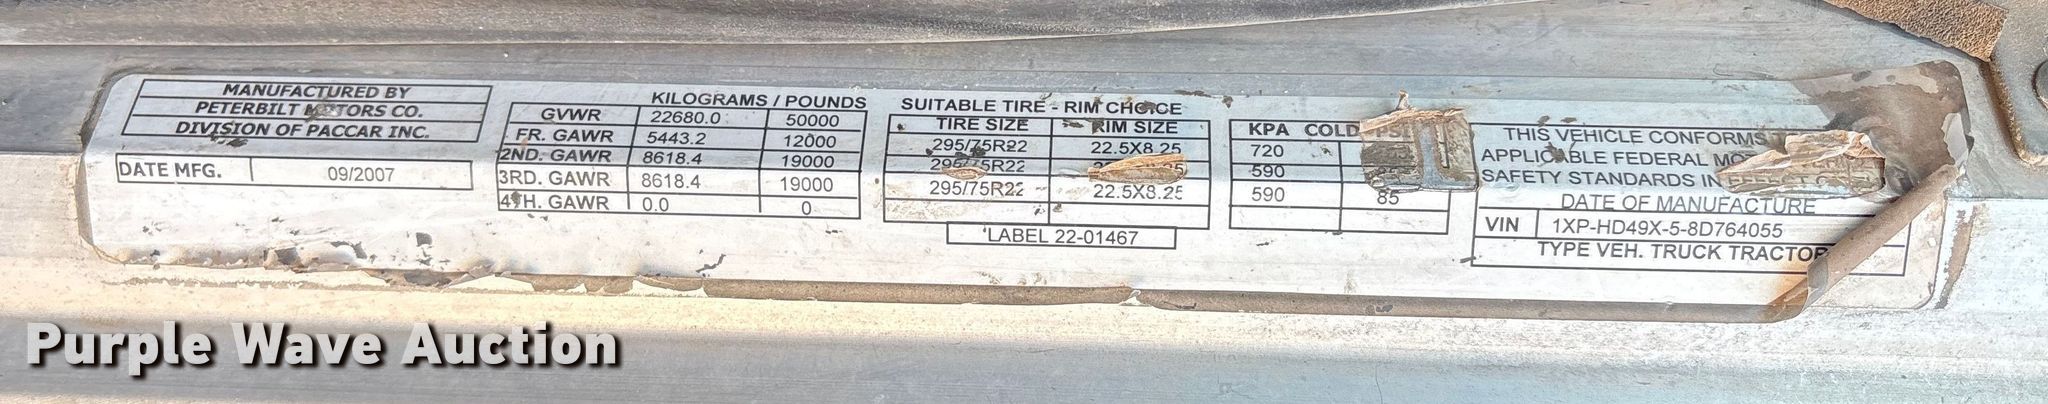 MANUFACTURED BY
PETERBILT MOTORS CO.
DIVISION OF PACCAR INC.
DATE MFG. 09/2007
KILOGRAMS / POUNDS
GVWR 22680.0 50000
FR. GAWR 5443.2 12000
2ND. GAWR 8618.4 19000
3RD. GAWR 8618.4 19000
4TH. GAWR 0.0 0
SUITABLE TIRE - RIM CHOICE
TIRE SIZE RIM SIZE
295/75R22 22.5X8.25
295/75R22
295/75R22 22.5X8.25
LABEL 22-01467
KPA COLD PSI
720
590
590 85
THIS VEHICLE CONFORMS
APPLICABLE FEDERAL
SAFETY STANDARDS IN EFFECT
DATE OF MANUFACTURE
VIN 1XP-HD49X-5-8D764055
TYPE VEH. TRUCK TRACTOR
Purple Wave Auction